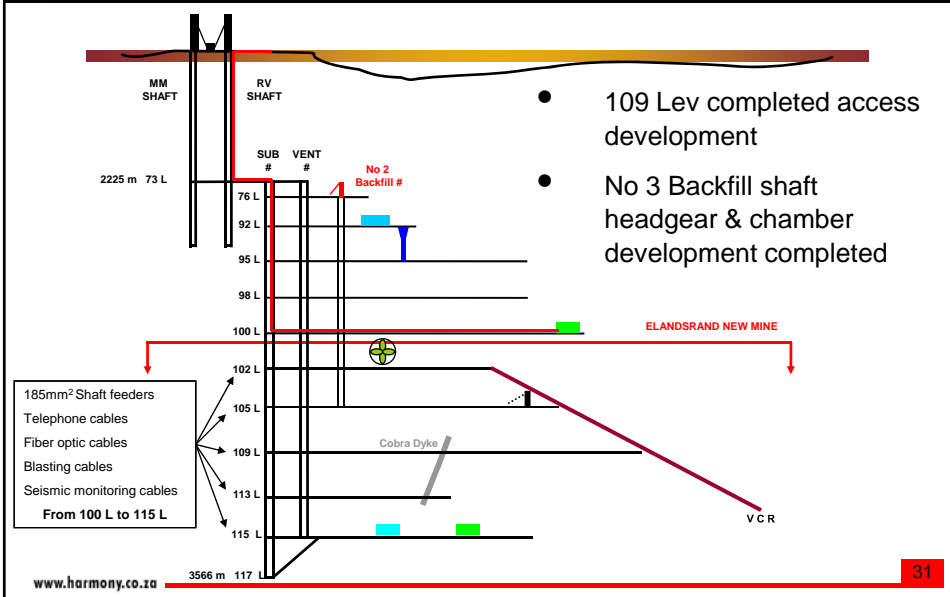 MM
SHAFT
RV
SHAFT
SUB
#
VENT
#
No 2
Backfill #
2225 m 73 L
76 L
92 L
95 L
98 L
100 L
102 L
105 L
109 L
113 L
115 L
3566 m 117 L
ELANDSRAND NEW MINE
Cobra Dyke
V C R
• 109 Lev completed access
development
• No 3 Backfill shaft
headgear & chamber
development completed
185mm² Shaft feeders
Telephone cables
Fiber optic cables
Blasting cables
Seismic monitoring cables
From 100 L to 115 L
www.harmony.co.za
31